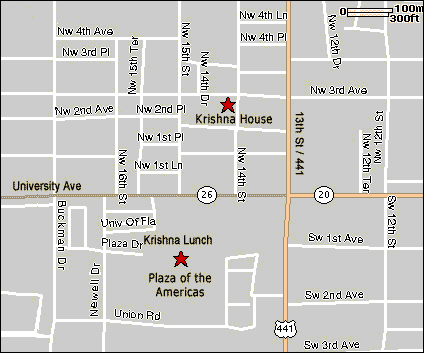 Nw 4th Ln
0 100m
300ft
Nw 4th Ave
Nw 15th Ter
Nw 15th St
Nw 4th Pl
Nw 12th Dr
Nw 3rd Pl
Nw 14th Dr
Nw 3rd Ave
Nw 2nd Ave
Nw 2nd Pl
Krishna House
13th St / 441
Nw 12th St
Nw 12th Ter
Nw 1st Pl
Nw 16th St
Nw 1st Ln
Nw 14th St
University Ave
26
20
Buckman Dr
Univ Of Fla
Sw 12th St
Plaza Dr
Krishna Lunch
Sw 1st Ave
Newell Dr
Plaza of the
Americas
Sw 2nd Ave
Union Rd
441
Sw 3rd Ave